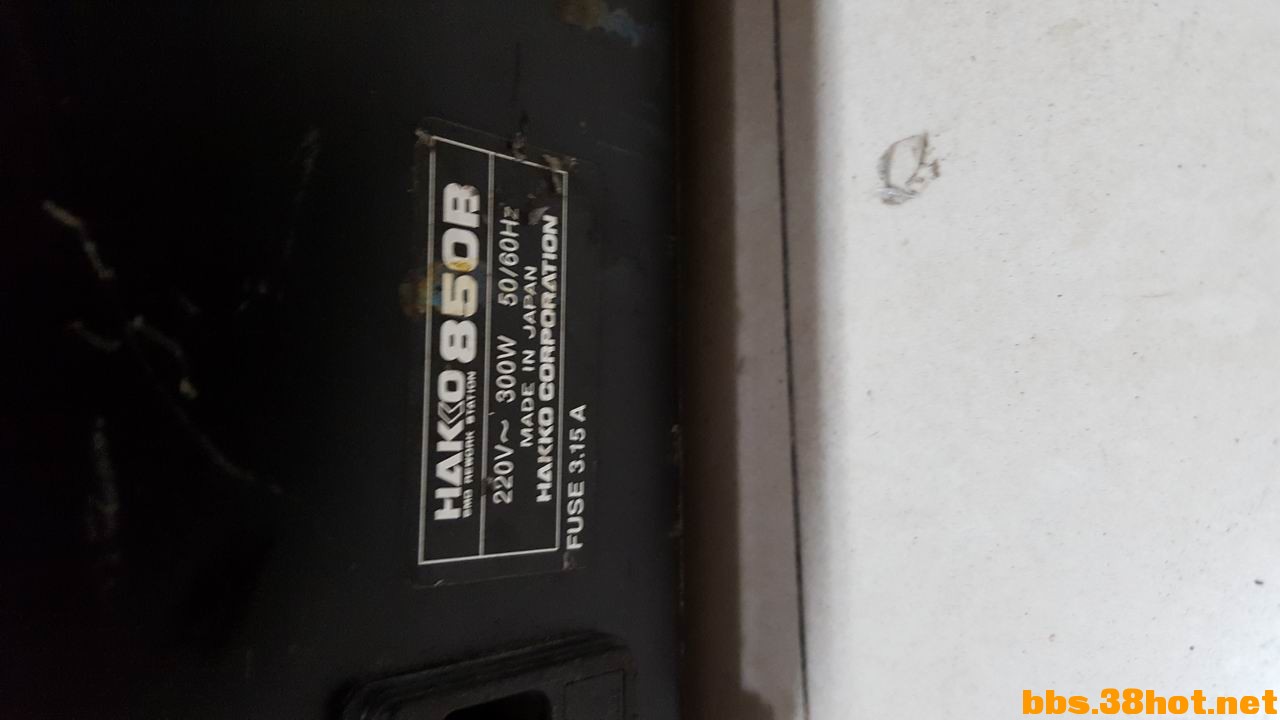 HAKKO 850B
SMD REWORK STATION
220V~ 300W 50/60Hz
MADE IN JAPAN
HAKKO CORPORATION
FUSE 3.15 A
bbs.38hot.net